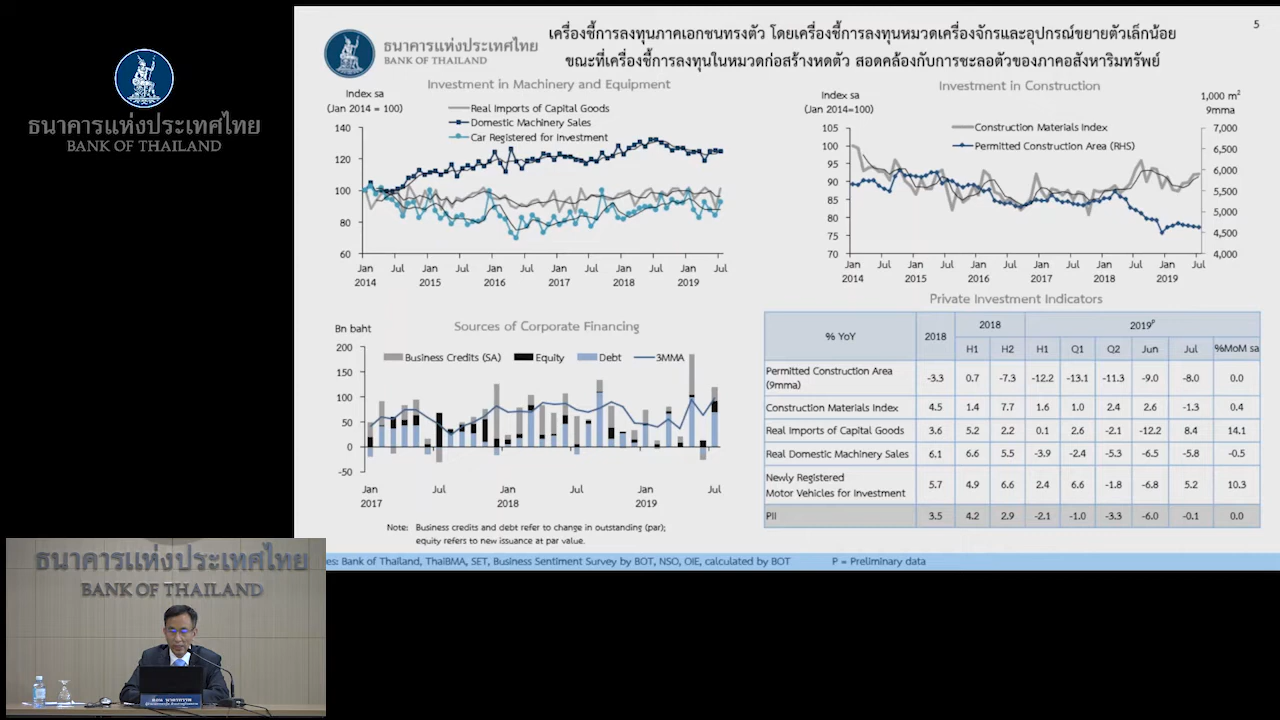 ธนาคารแห่งประเทศไทย
BANK OF THAILAND
ธนาคารแห่งประเทศไทย
BANK OF THAILAND
เครื่องชี้การลงทุนภาคเอกชนทรงตัว โดยเครื่องชี้การลงทุนหมวดเครื่องจักรและอุปกรณ์ขยายตัวเล็กน้อย
ขณะที่เครื่องชี้การลงทุนในหมวดก่อสร้างหดตัว สอดคล้องกับการชะลอตัวของภาคอสังหาริมทรัพย์
5
Investment in Machinery and Equipment
Index sa
(Jan 2014 = 100)
Real Imports of Capital Goods
Domestic Machinery Sales
Car Registered for Investment
140
120
100
80
60
Jan Jul Jan Jul Jan Jul Jan Jul Jan Jul Jan Jul
2014 2015 2016 2017 2018 2019
Investment in Construction
Index sa
(Jan 2014=100)
1,000 m²
9mma
Construction Materials Index
Permitted Construction Area (RHS)
105 7,000
100 6,500
95
90 6,000
85 5,500
80 5,000
75 4,500
70 4,000
Jan Jul Jan Jul Jan Jul Jan Jul Jan Jul Jan Jul
2014 2015 2016 2017 2018 2019
Sources of Corporate Financing
Bn baht
Business Credits (SA) Equity Debt 3MMA
200
150
100
50
0
-50
Jan Jul Jan Jul Jan Jul
2017 2018 2019
Note: Business credits and debt refer to change in outstanding (par);
equity refers to new issuance at par value.
Private Investment Indicators
% YoY 2018 2018 2019P
H1 H2 H1 Q1 Q2 Jun Jul %MoM sa
Permitted Construction Area
(9mma) -3.3 0.7 -7.3 -12.2 -13.1 -11.3 -9.0 -8.0 0.0
Construction Materials Index 4.5 1.4 7.7 1.6 1.0 2.4 2.6 -1.3 0.4
Real Imports of Capital Goods 3.6 5.2 2.2 0.1 2.6 -2.1 -12.2 8.4 14.1
Real Domestic Machinery Sales 6.1 6.6 5.5 -3.9 -2.4 -5.3 -6.5 -5.8 -0.5
Newly Registered
Motor Vehicles for Investment 5.7 4.9 6.6 2.4 6.6 -1.8 -6.8 5.2 10.3
PII 3.5 4.2 2.9 -2.1 -1.0 -3.3 -6.0 -0.1 0.0
es: Bank of Thailand, ThaiBMA, SET, Business Sentiment Survey by BOT, NSO, OIE, calculated by BOT P = Preliminary data
ธนาคารแห่งประเทศไทย
BANK OF THAILAND